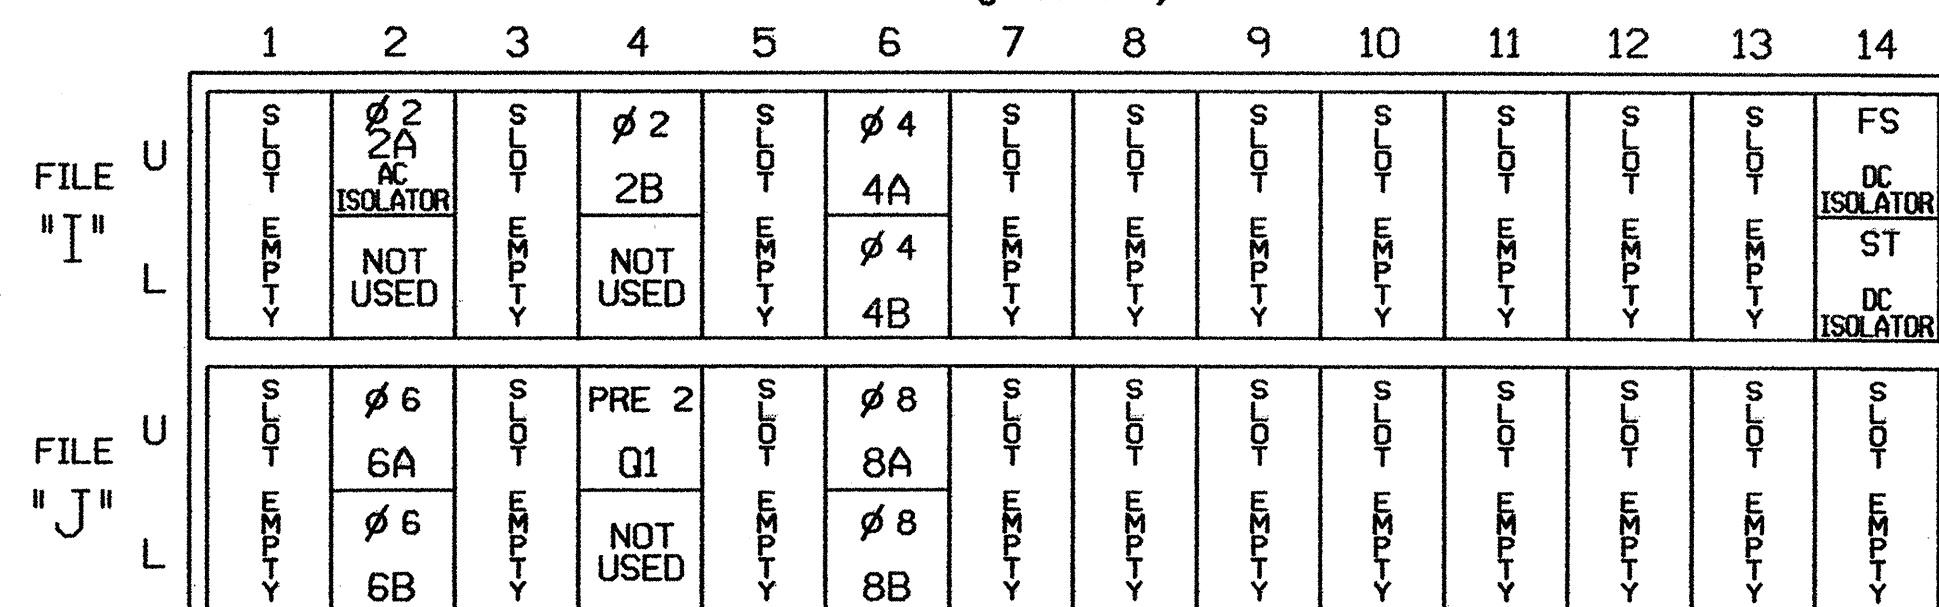 1 2 3 4 5 6 7 8 9 10 11 12 13 14
FILE "I"
U
L
SLOT EMPTY
Ø 2
2A
AC
ISOLATOR
NOT
USED
SLOT EMPTY
Ø 2
2B
NOT
USED
SLOT EMPTY
Ø 4
4A
Ø 4
4B
SLOT EMPTY
SLOT EMPTY
SLOT EMPTY
SLOT EMPTY
SLOT EMPTY
SLOT EMPTY
SLOT EMPTY
FS
DC
ISOLATOR
ST
DC
ISOLATOR
FILE "J"
U
L
SLOT EMPTY
Ø 6
6A
Ø 6
6B
SLOT EMPTY
PRE 2
Q1
NOT
USED
SLOT EMPTY
Ø 8
8A
Ø 8
8B
SLOT EMPTY
SLOT EMPTY
SLOT EMPTY
SLOT EMPTY
SLOT EMPTY
SLOT EMPTY
SLOT EMPTY
SLOT EMPTY